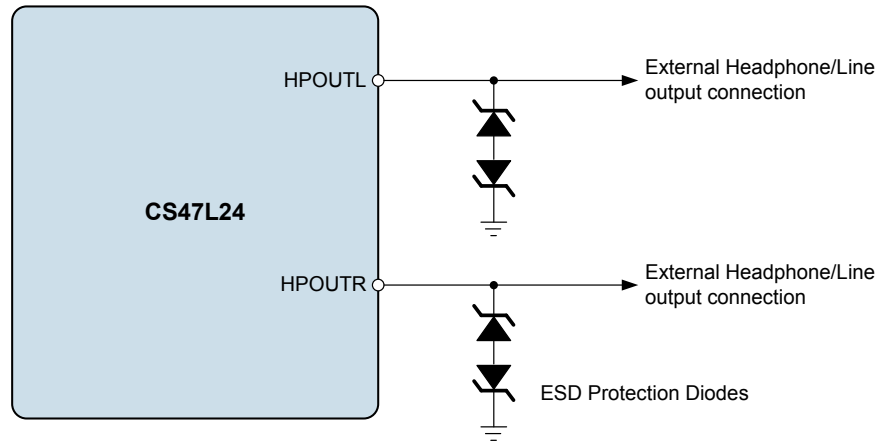 HPOUTL
External Headphone/Line
output connection
CS47L24
HPOUTR
External Headphone/Line
output connection
ESD Protection Diodes